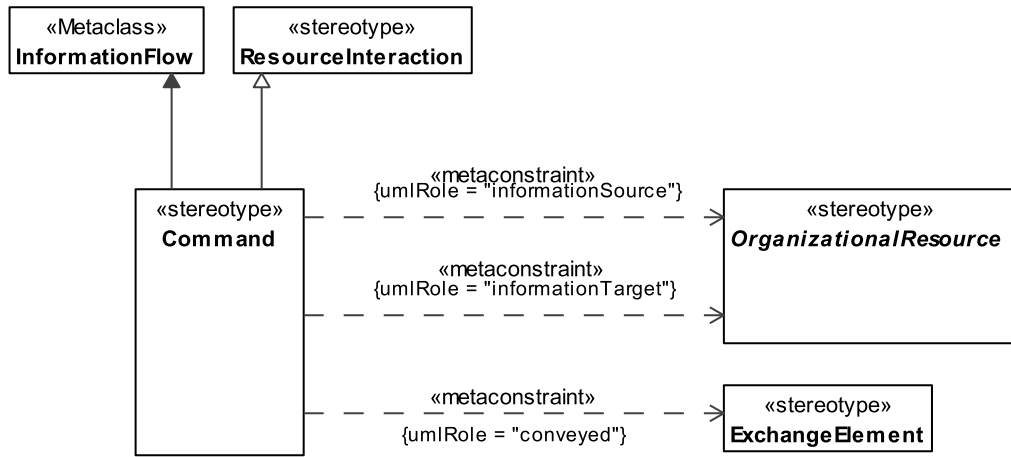 «Metaclass»
InformationFlow
«stereotype»
ResourceInteraction
«metaconstraint»
{umlRole = "informationSource"}
«stereotype»
Command
«stereotype»
OrganizationalResource
«metaconstraint»
{umlRole = "informationTarget"}
«metaconstraint»
{umlRole = "conveyed"}
«stereotype»
ExchangeElement